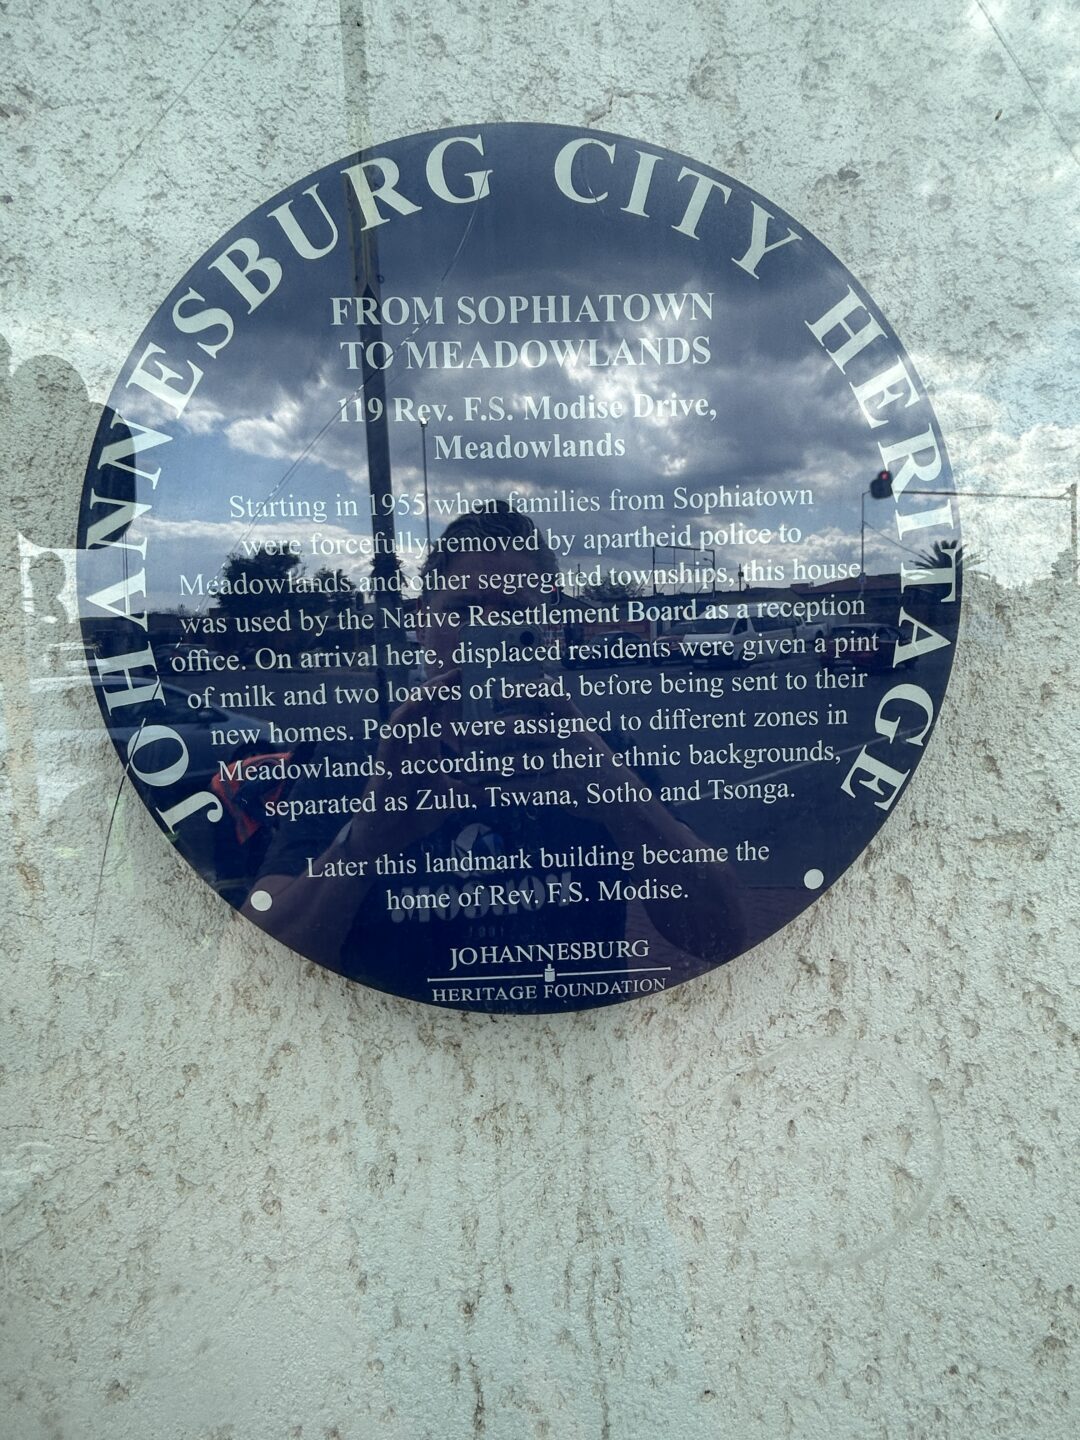 JOHANNESBURG CITY HERITAGE
FROM SOPHIATOWN
TO MEADOWLANDS
119 Rev. F.S. Modise Drive,
Meadowlands
Starting in 1955 when families from Sophiatown
were forcefully removed by apartheid police to
Meadowlands and other segregated townships, this house
was used by the Native Resettlement Board as a reception
office. On arrival here, displaced residents were given a pint
of milk and two loaves of bread, before being sent to their
new homes. People were assigned to different zones in
Meadowlands, according to their ethnic backgrounds,
separated as Zulu, Tswana, Sotho and Tsonga.
Later this landmark building became the
home of Rev. F.S. Modise.
JOHANNESBURG
HERITAGE FOUNDATION